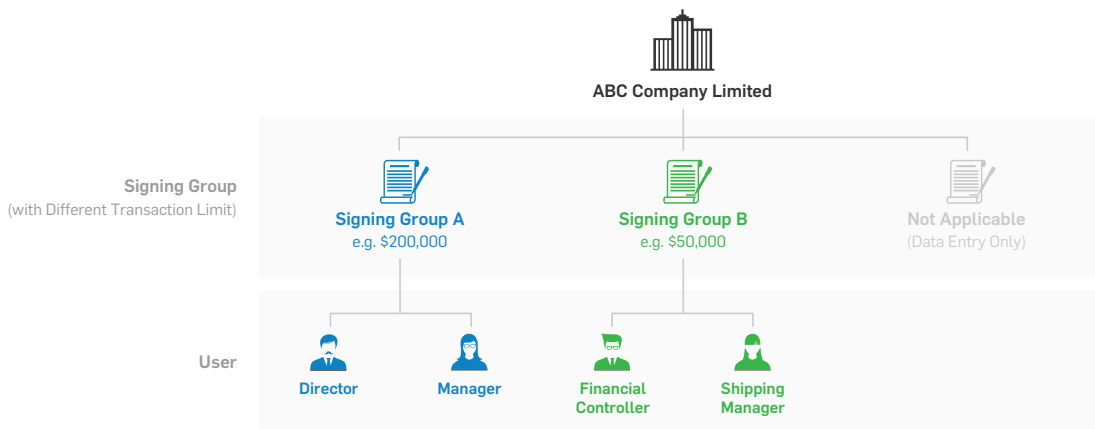 ABC Company Limited
Signing Group
(with Different Transaction Limit)
Signing Group A
e.g. $200,000
Signing Group B
e.g. $50,000
Not Applicable
(Data Entry Only)
User
Director
Manager
Financial
Controller
Shipping
Manager